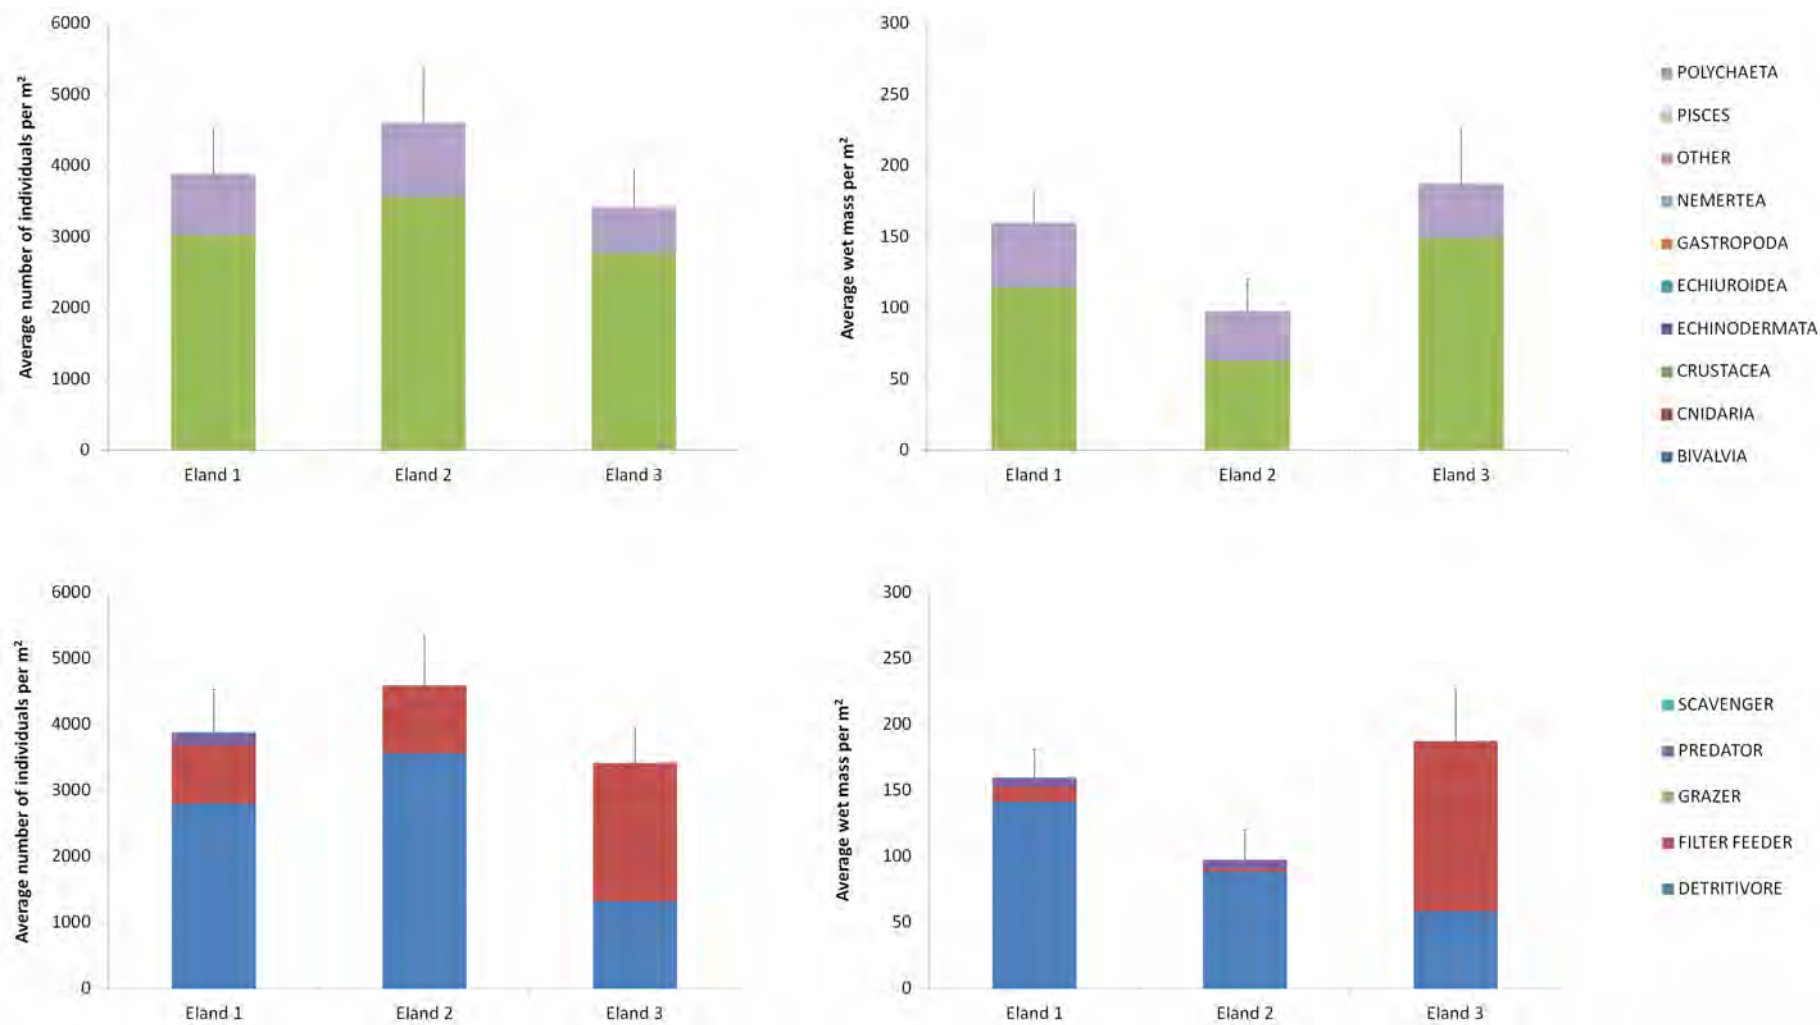 6000
5000
4000
3000
2000
1000
0
Average number of individuals per m²
Eland 1
Eland 2
Eland 3
300
250
200
150
100
50
0
Average wet mass per m²
Eland 1
Eland 2
Eland 3
POLYCHAETA
PISCES
OTHER
NEMERTEA
GASTROPODA
ECHIUROIDEA
ECHINODERMATA
CRUSTACEA
CNIDARIA
BIVALVIA
6000
5000
4000
3000
2000
1000
0
Average number of individuals per m²
Eland 1
Eland 2
Eland 3
300
250
200
150
100
50
0
Average wet mass per m²
Eland 1
Eland 2
Eland 3
SCAVENGER
PREDATOR
GRAZER
FILTER FEEDER
DETRITIVORE